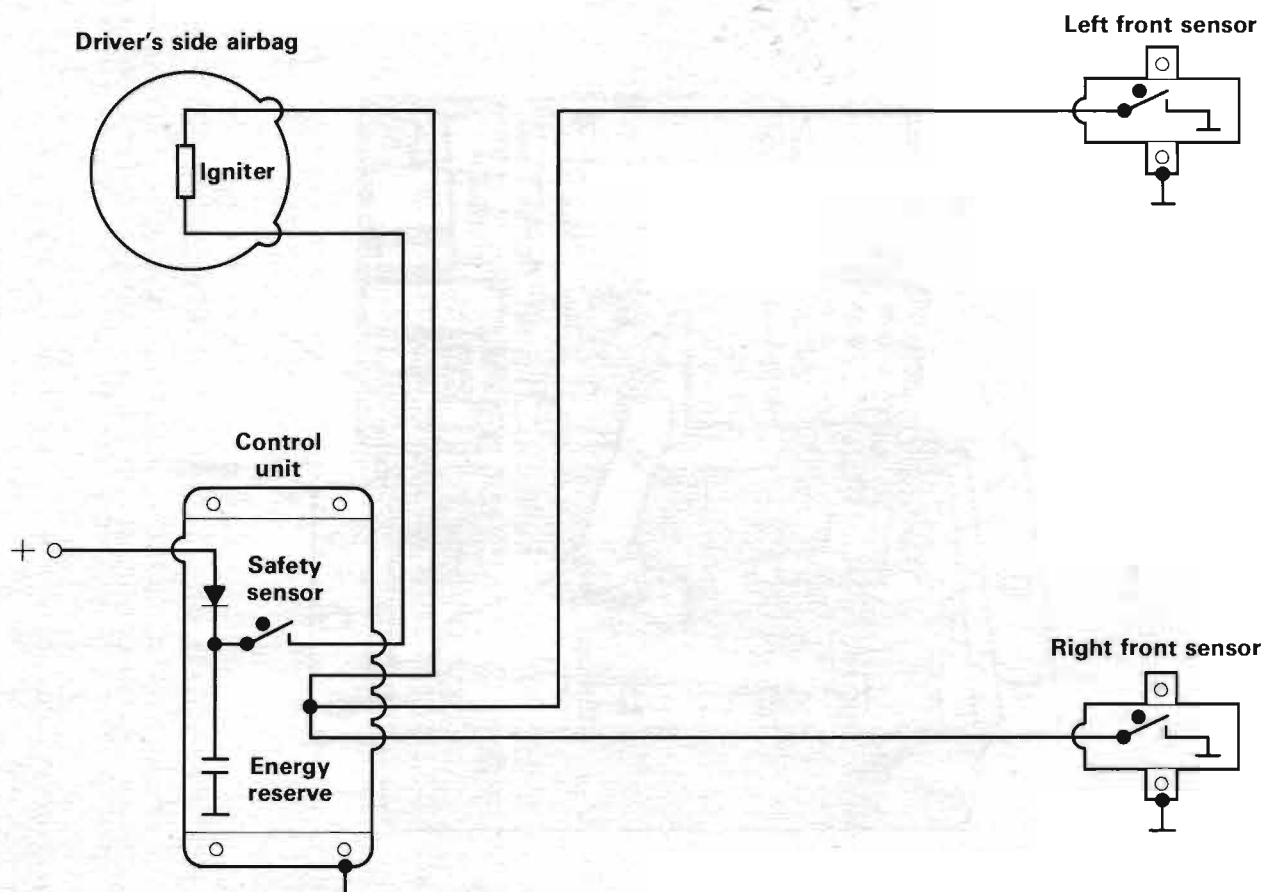 Driver's side airbag
Left front sensor
Igniter
Control
unit
+
Safety
sensor
Right front sensor
Energy
reserve